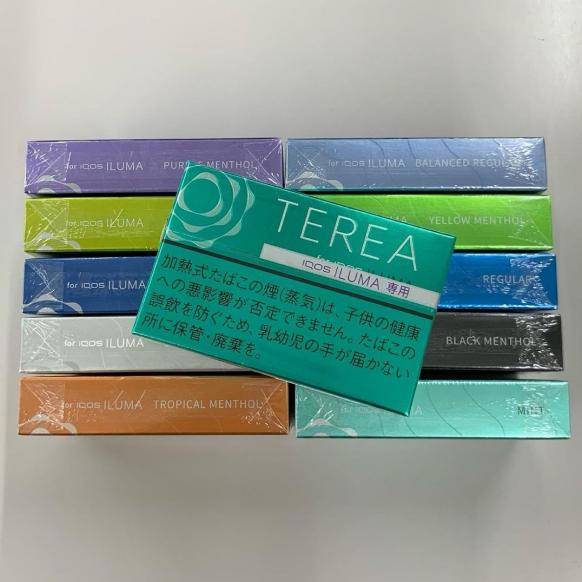 for IQOS ILUMA PURPLE MENTHOL
for IQOS ILUMA BALANCED REGULAR
for IQOS ILUMA
ILUMA YELLOW MENTHOL
for IQOS ILUMA
REGULAR
for IQOS ILUMA
BLACK MENTHOL
for IQOS ILUMA TROPICAL MENTHOL
for IQOS ILUMA MINT
TEREA
IQOS ILUMA 専用
加熱式たばこの煙(蒸気)は、子供の健康
への悪影響が否定できません。たばこの
誤飲を防ぐため、乳幼児の手が届かない
所に保管・廃棄を。